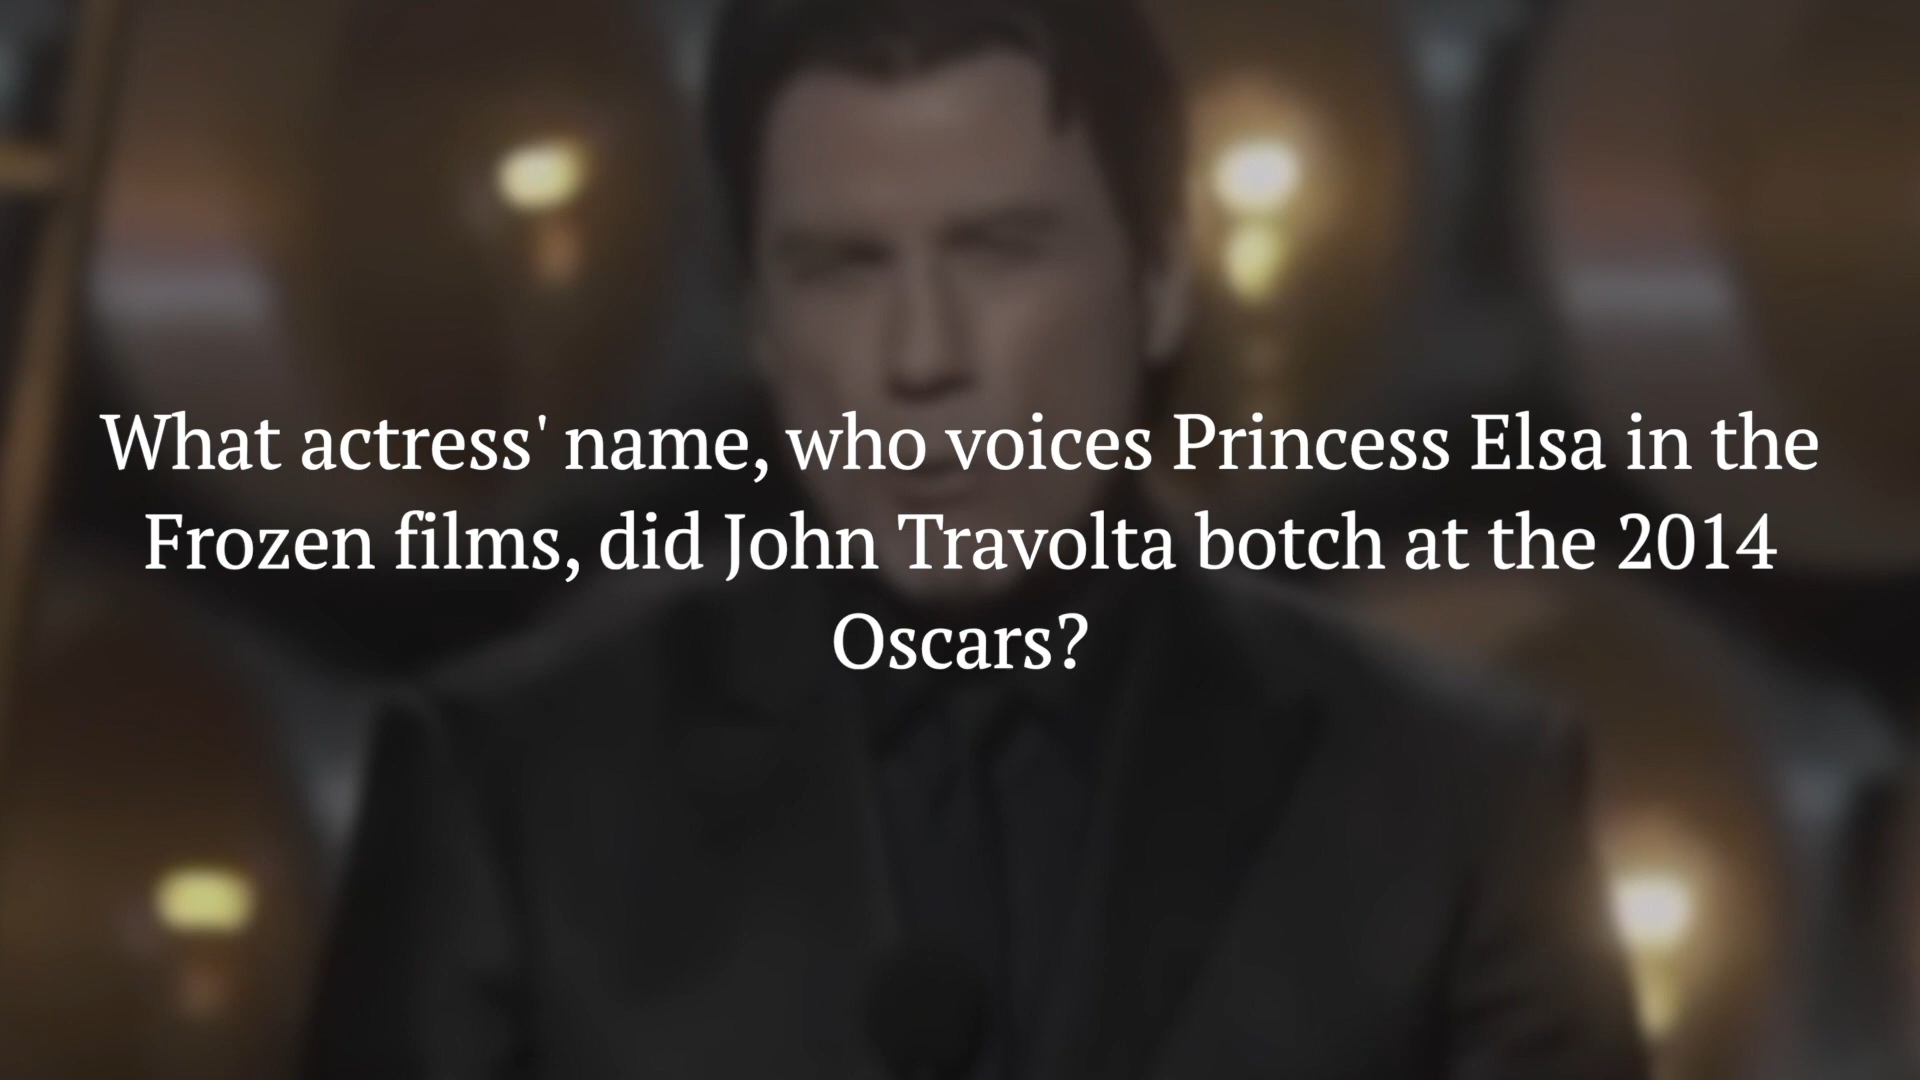 What actress' name, who voices Princess Elsa in the
Frozen films, did John Travolta botch at the 2014
Oscars?